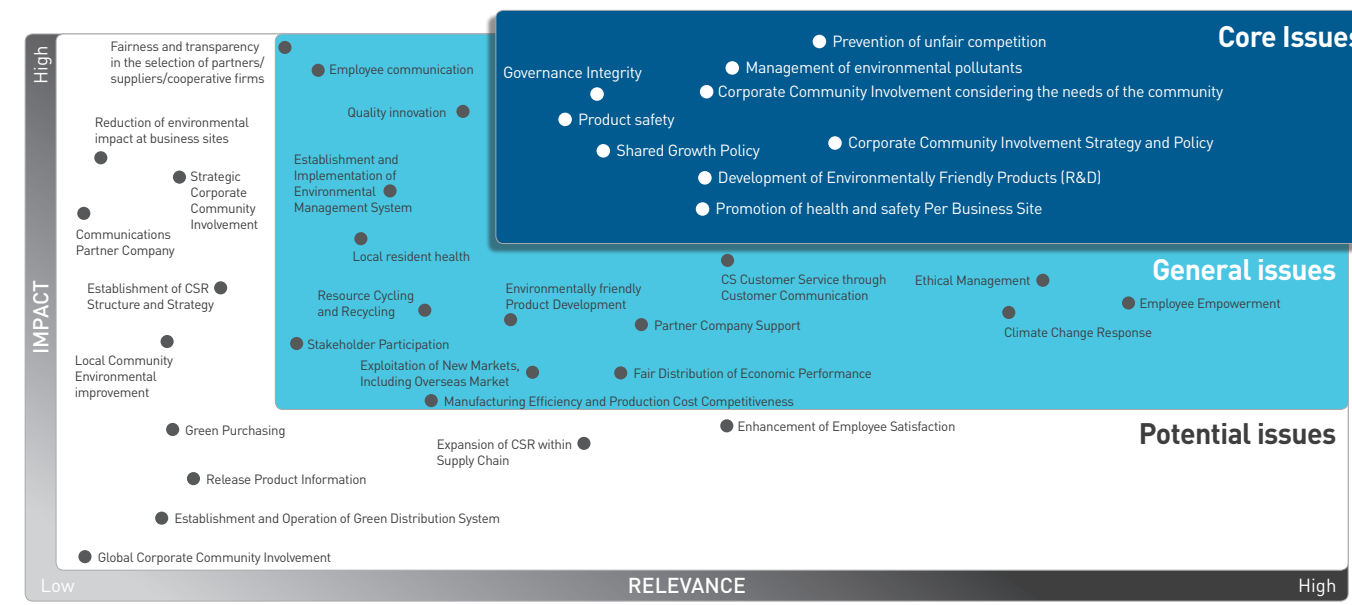 High
IMPACT
Low
RELEVANCE
High
Core Issues
Prevention of unfair competition
Management of environmental pollutants
Governance Integrity
Corporate Community Involvement considering the needs of the community
Product safety
Corporate Community Involvement Strategy and Policy
Shared Growth Policy
Development of Environmentally Friendly Products (R&D)
Promotion of health and safety Per Business Site
General issues
Fairness and transparency
in the selection of partners/
suppliers/cooperative firms
Employee communication
Quality innovation
Establishment and
Implementation of
Environmental
Management System
Local resident health
Resource Cycling
and Recycling
Environmentally friendly
Product Development
CS Customer Service through
Customer Communication
Ethical Management
Employee Empowerment
Climate Change Response
Partner Company Support
Stakeholder Participation
Exploitation of New Markets,
Including Overseas Market
Fair Distribution of Economic Performance
Manufacturing Efficiency and Production Cost Competitiveness
Potential issues
Reduction of environmental
impact at business sites
Strategic
Corporate
Community
Involvement
Communications
Partner Company
Establishment of CSR
Structure and Strategy
Local Community
Environmental
improvement
Green Purchasing
Expansion of CSR within
Supply Chain
Enhancement of Employee Satisfaction
Release Product Information
Establishment and Operation of Green Distribution System
Global Corporate Community Involvement